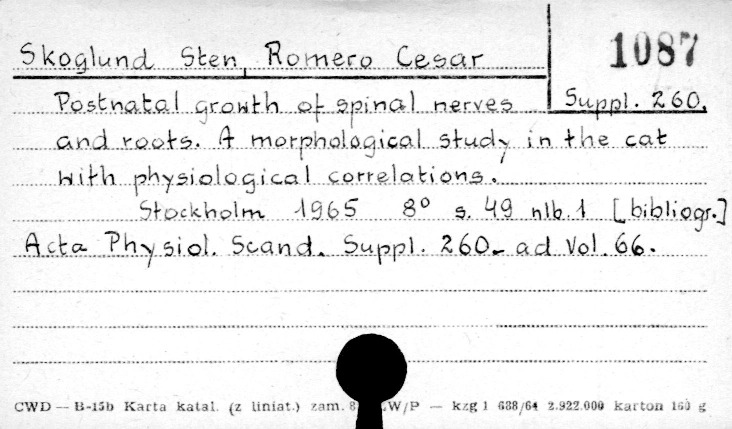 Skoglund Sten, Romero Cesar
1087
Postnatal growth of spinal nerves
Suppl. 260.
and roots. A morphological study in the cat
with physiological correlations.
Stockholm 1965 8° s. 49 nlb. 1 [bibliogr.]
Acta Physiol. Scand. Suppl. 260 - ad Vol. 66.
CWD — B-15b Karta katal. (z liniat.) zam. 8 W/P — kzg 1 688/64 2.922.000 karton 160 g